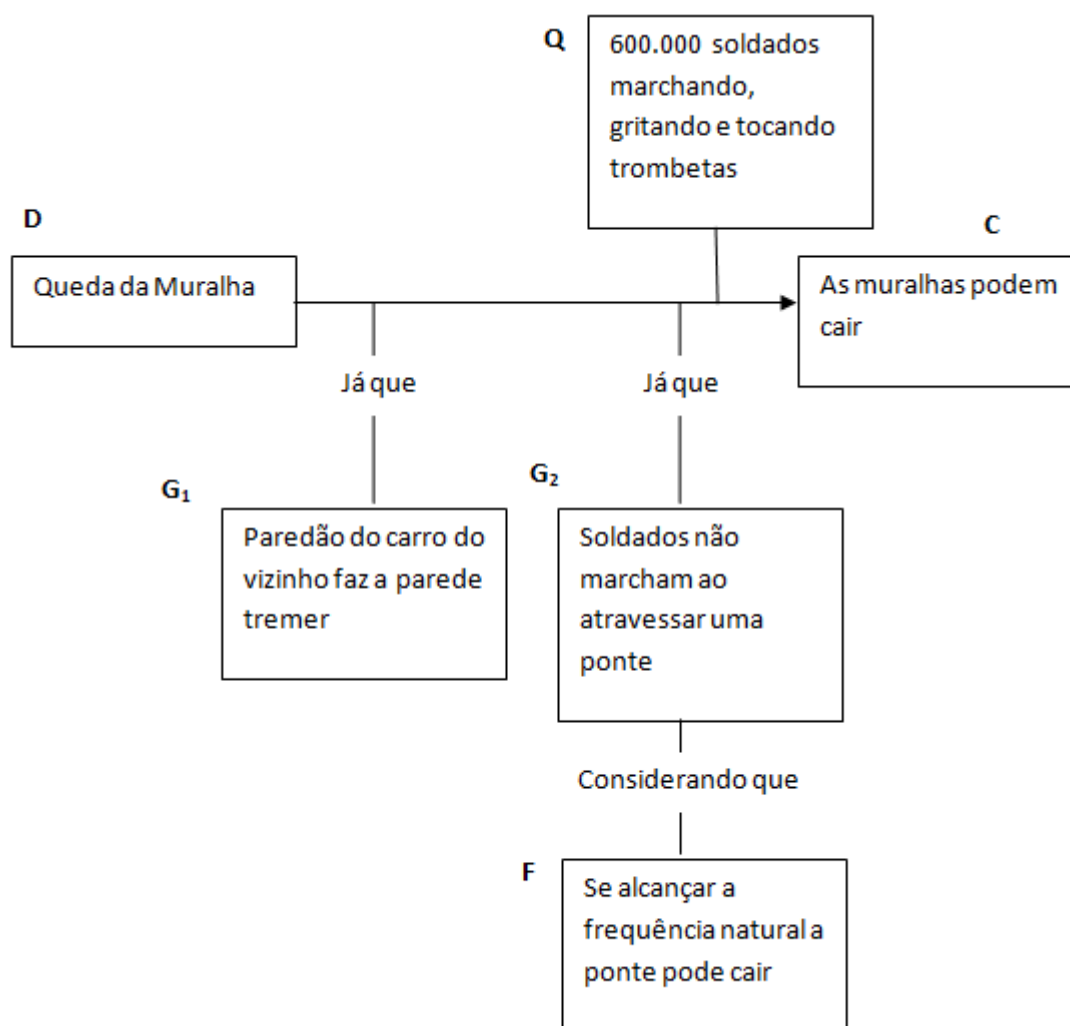 Q
600.000 soldados
marchando,
gritando e tocando
trombetas
D
Queda da Muralha
C
As muralhas podem
cair
Já que
Já que
G₁
Paredão do carro do
vizinho faz a parede
tremer
G₂
Soldados não
marcham ao
atravessar uma
ponte
Considerando que
F
Se alcançar a
frequência natural a
ponte pode cair